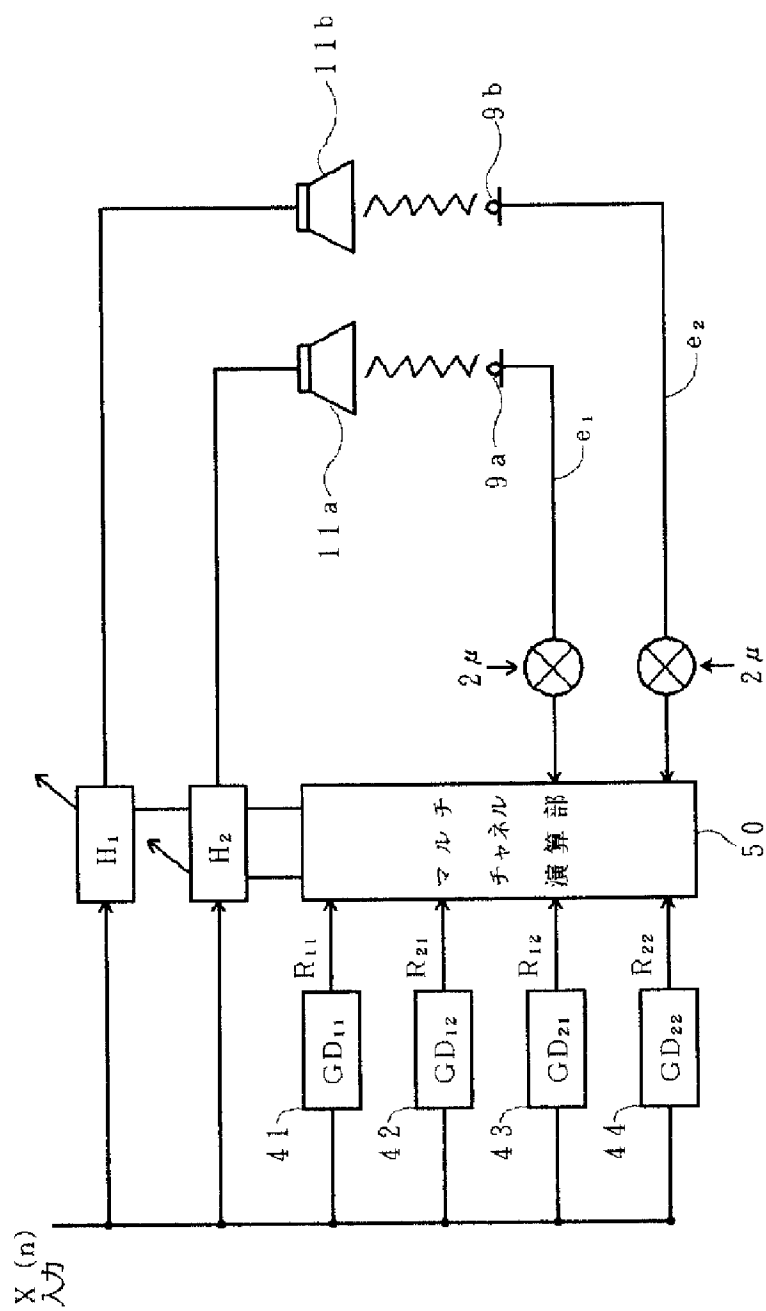 X (n)
入力
H₁
H₂
41
GD₁₁
R₁₁
42
GD₁₂
R₂₁
43
GD₂₁
R₁₂
44
GD₂₂
R₂₂
マルチ
チャネル
演算部
50
2μ
2μ
e₁
e₂
9a
9b
11a
11b